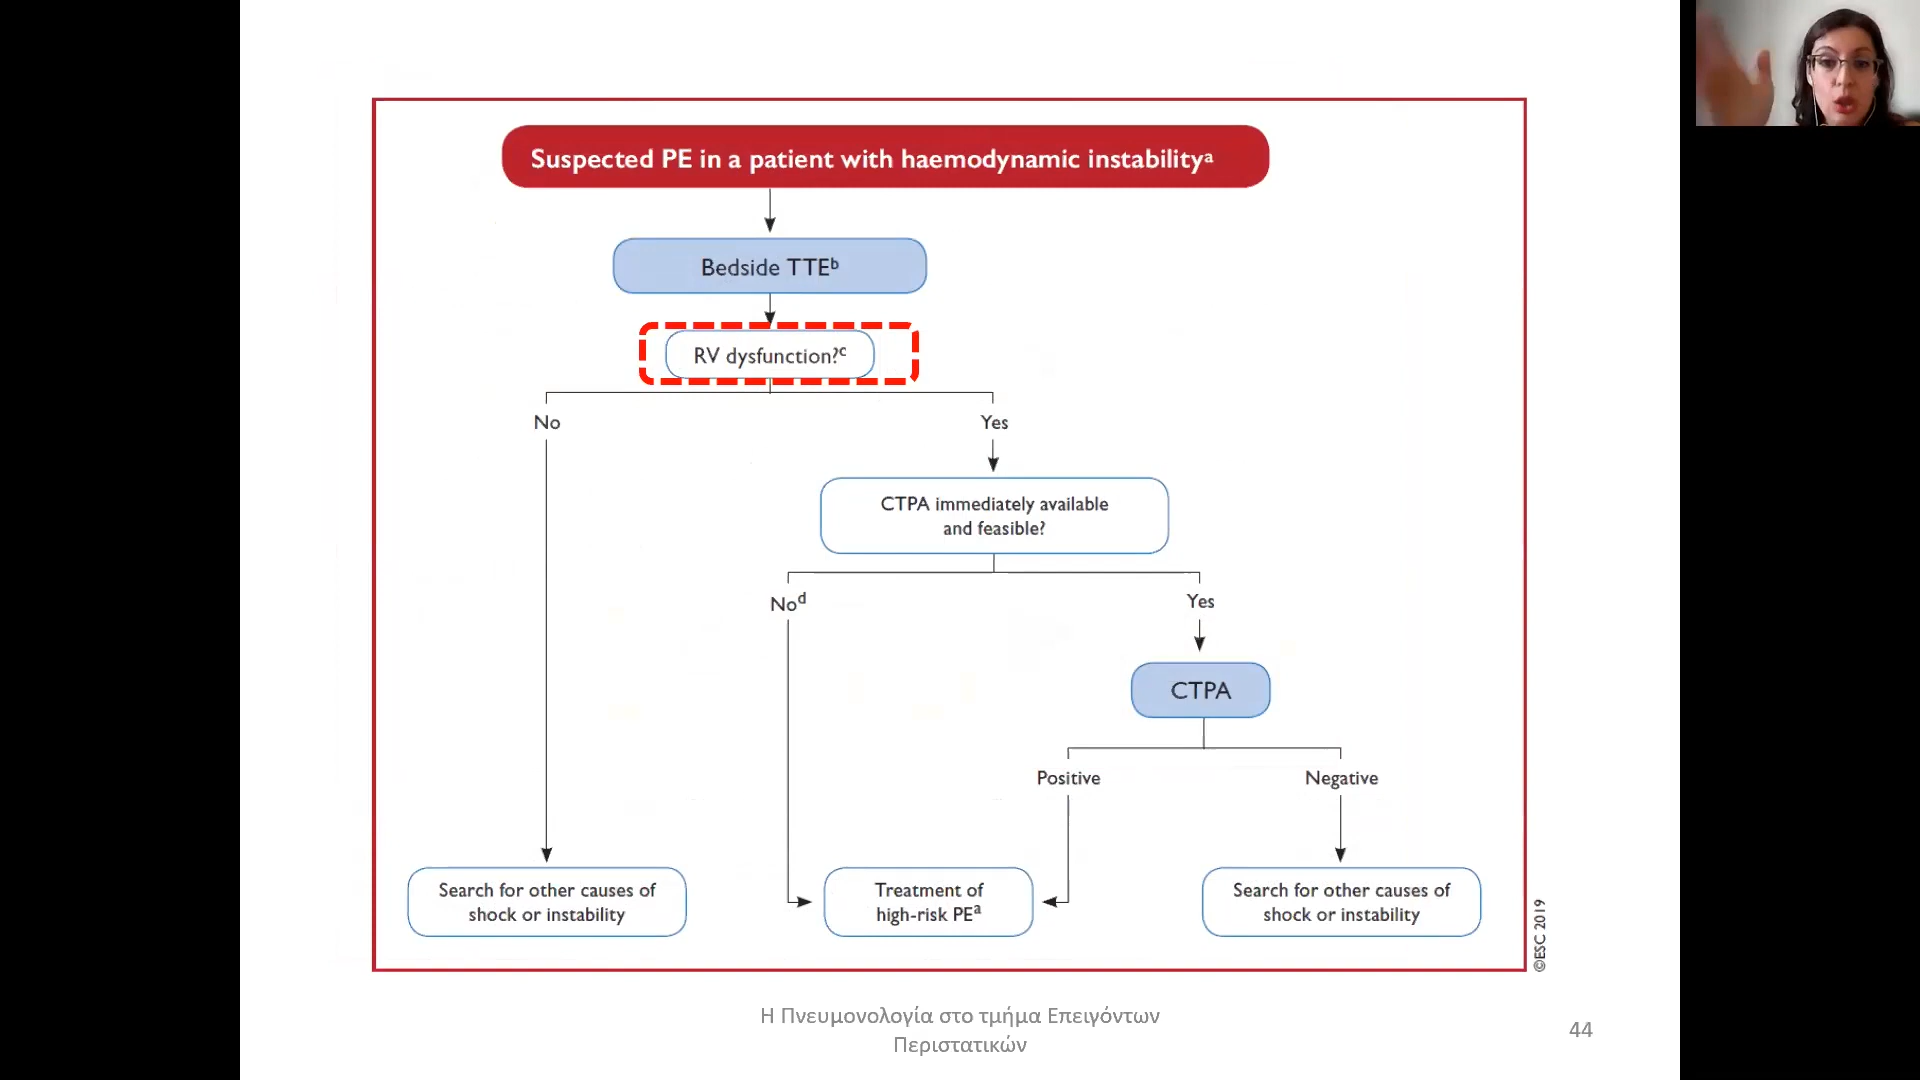 Suspected PE in a patient with haemodynamic instabilityᵃ
Bedside TTEᵇ
RV dysfunction?ᶜ
No
Yes
CTPA immediately available
and feasible?
Noᵈ
Yes
CTPA
Positive
Negative
Search for other causes of
shock or instability
Treatment of
high-risk PEᵃ
Search for other causes of
shock or instability
©ESC 2019
Η Πνευμονολογία στο τμήμα Επειγόντων
Περιστατικών
44